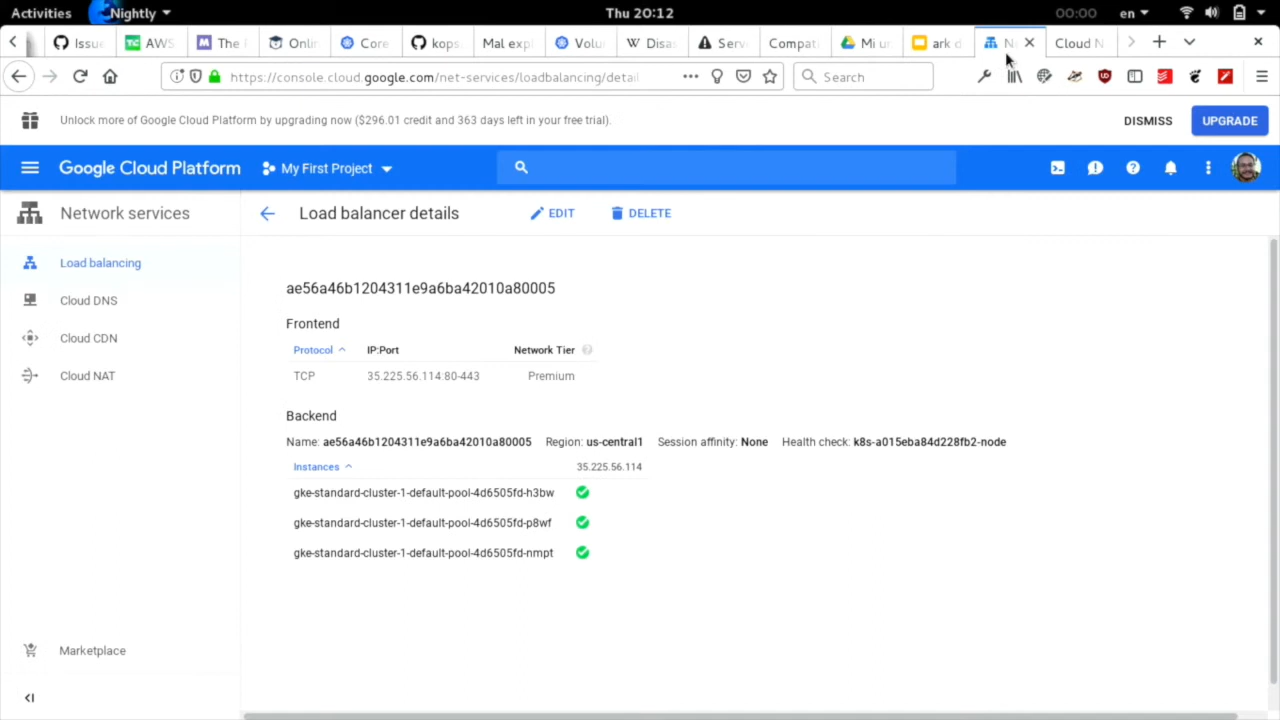 Activities Nightly Thu 20:12 00:00 en
Issue AWS The Onlin Core kops Mal exp Volu Disa Serv Compat Mi un ark d N Cloud N
https://console.cloud.google.com/net-services/loadbalancing/detail Search
Unlock more of Google Cloud Platform by upgrading now ($296.01 credit and 363 days left in your free trial). DISMISS UPGRADE
Google Cloud Platform My First Project
Network services Load balancer details EDIT DELETE
Load balancing
Cloud DNS
Cloud CDN
Cloud NAT
Marketplace
ae56a46b1204311e9a6ba42010a80005
Frontend
Protocol IP:Port Network Tier
TCP 35.225.56.114:80-443 Premium
Backend
Name: ae56a46b1204311e9a6ba42010a80005 Region: us-central1 Session affinity: None Health check: k8s-a015eba84d228fb2-node
Instances 35.225.56.114
gke-standard-cluster-1-default-pool-4d6505fd-h3bw
gke-standard-cluster-1-default-pool-4d6505fd-p8wf
gke-standard-cluster-1-default-pool-4d6505fd-nmpt